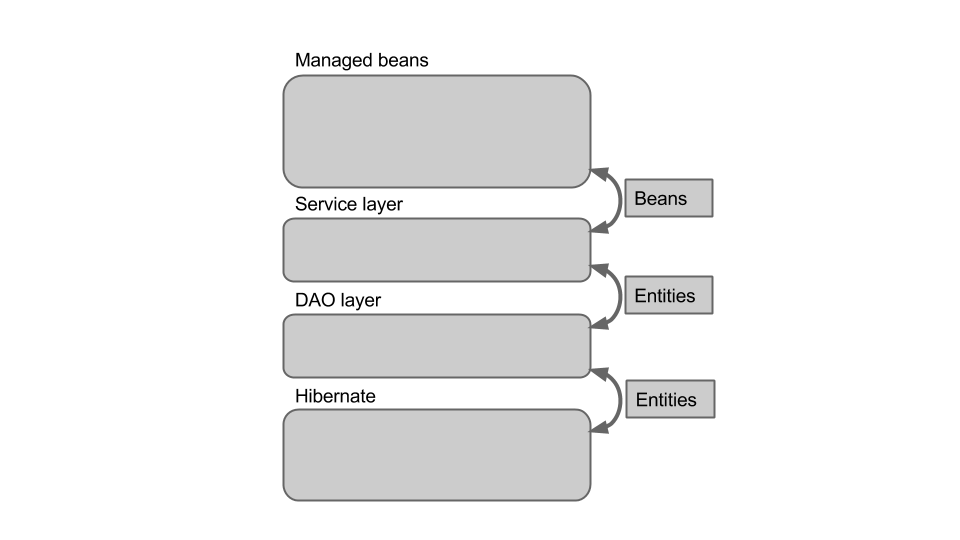 Managed beans
Beans
Service layer
Entities
DAO layer
Entities
Hibernate